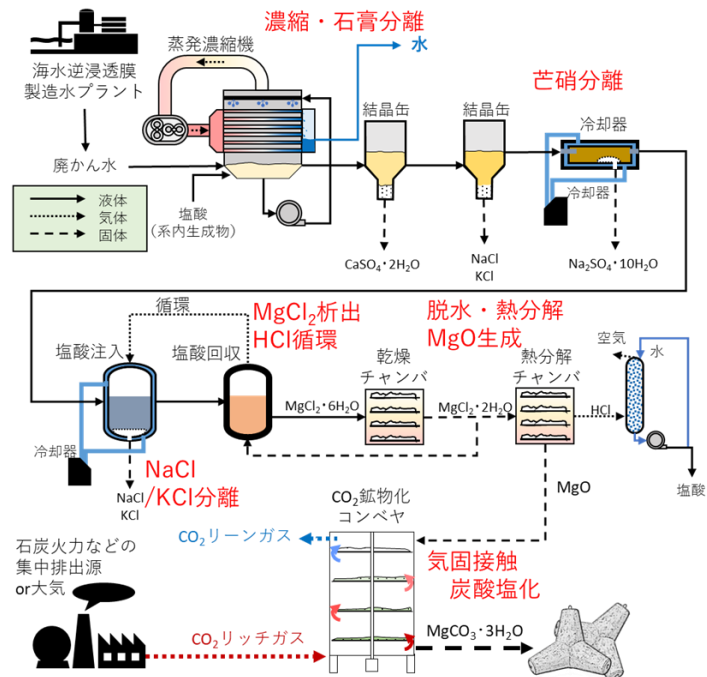 濃縮・石膏分離
蒸発濃縮機
水
海水逆浸透膜
製造水プラント
廃かん水
塩酸
(系内生成物)
液体
気体
固体
結晶缶
結晶缶
芒硝分離
冷却器
冷却器
CaSO₄・2H₂O
NaCl
KCl
Na₂SO₄・10H₂O
循環
MgCl₂析出
HCl循環
脱水・熱分解
MgO生成
塩酸注入
塩酸回収
乾燥
チャンバ
熱分解
チャンバ
空気
水
MgCl₂・6H₂O
MgCl₂・2H₂O
HCl
冷却器
NaCl
KCl
NaCl
/KCl分離
塩酸
MgO
CO₂鉱物化
コンベヤ
CO₂リーンガス
石炭火力などの
集中排出源
or大気
気固接触
炭酸塩化
CO₂リッチガス
MgCO₃・3H₂O